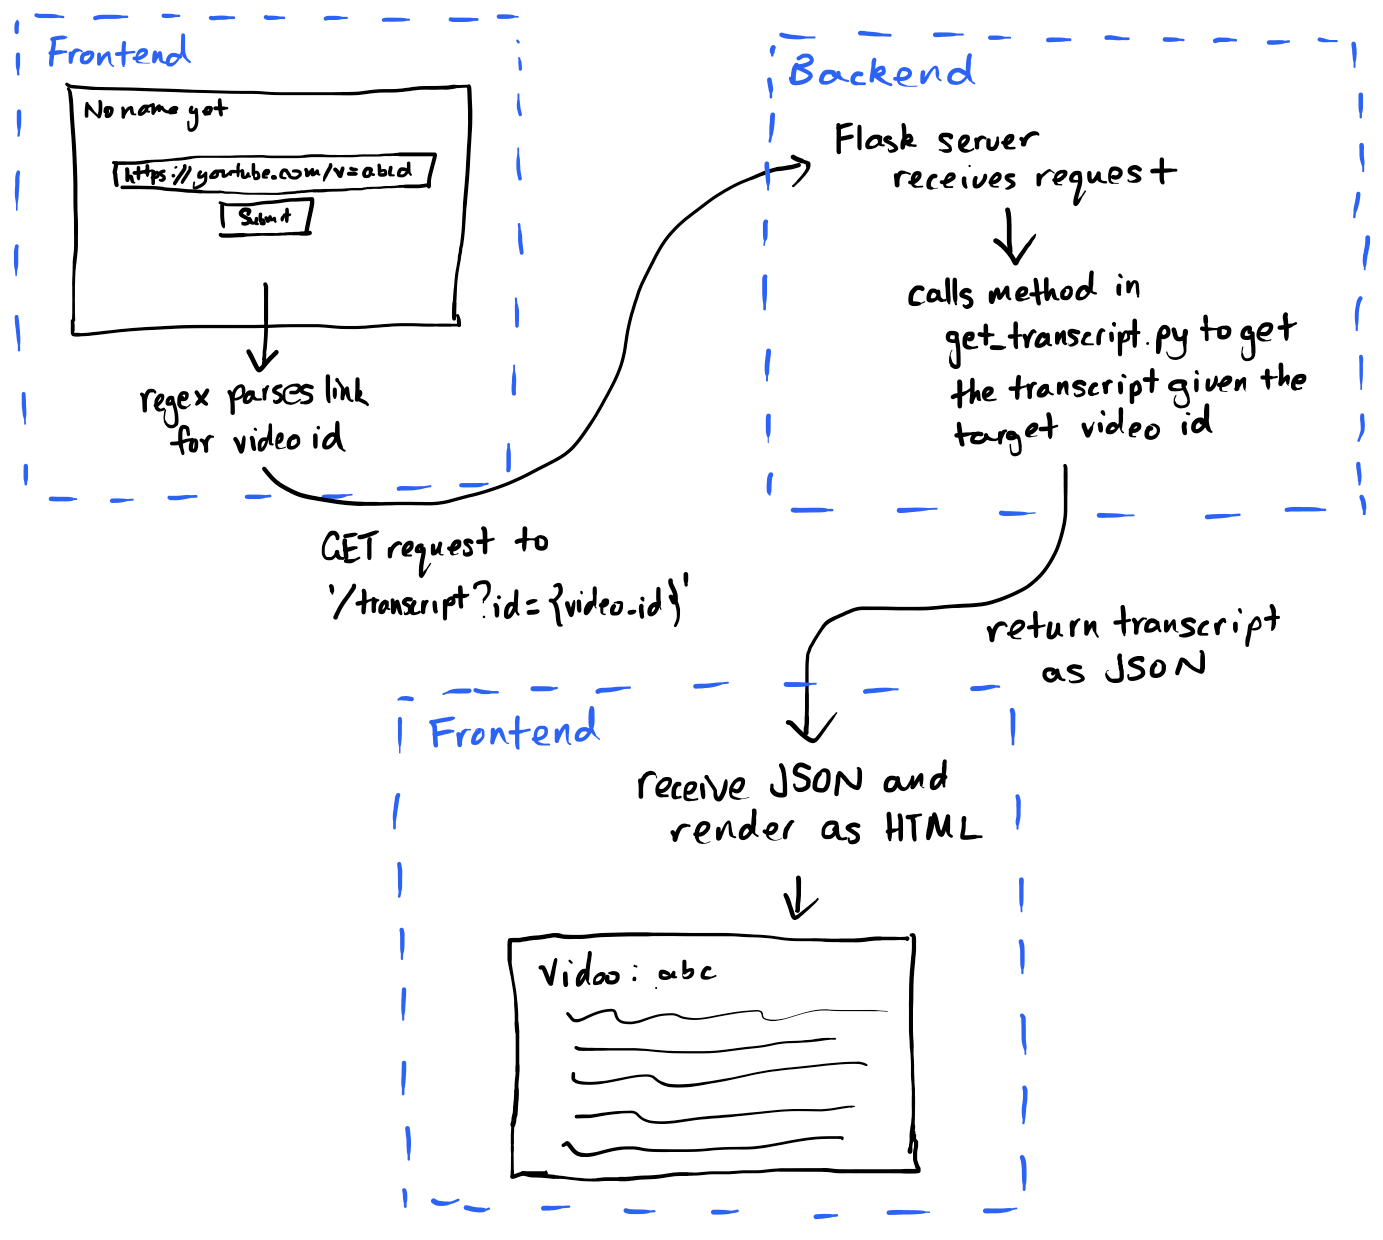 Frontend
No name yet
https://youtube.com/v=abcd
Submit
regex parses link
for video id
GET request to
'/transcript?id={video_id}'
Backend
Flask server
receives request
calls method in
get_transcript.py to get
the transcript given the
target video id
return transcript
as JSON
Frontend
receive JSON and
render as HTML
Video: abc